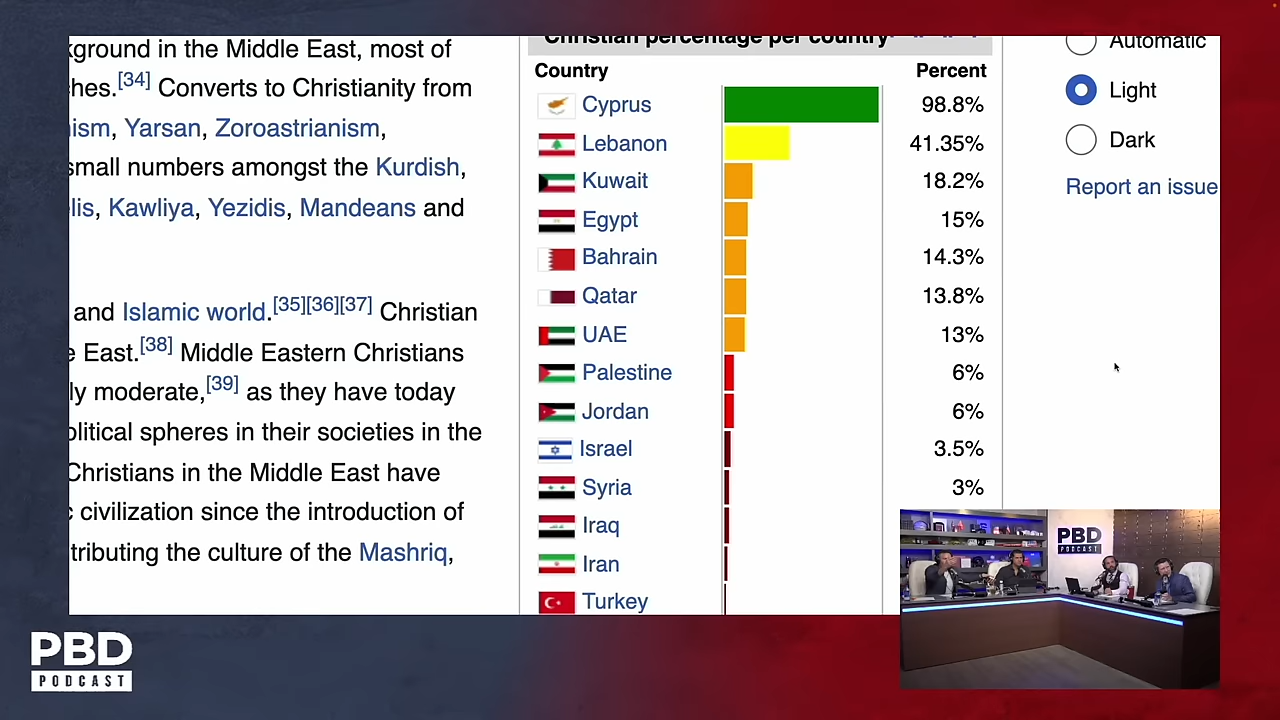 kground in the Middle East, most of
hes.[34] Converts to Christianity from
ism, Yarsan, Zoroastrianism,
small numbers amongst the Kurdish,
lis, Kawliya, Yezidis, Mandeans and
and Islamic world.[35][36][37] Christian
e East.[38] Middle Eastern Christians
ly moderate,[39] as they have today
olitical spheres in their societies in the
Christians in the Middle East have
c civilization since the introduction of
tributing the culture of the Mashriq,
Christian percentage per country
Country Percent
Cyprus 98.8%
Lebanon 41.35%
Kuwait 18.2%
Egypt 15%
Bahrain 14.3%
Qatar 13.8%
UAE 13%
Palestine 6%
Jordan 6%
Israel 3.5%
Syria 3%
Iraq
Iran
Turkey
Automatic
Light
Dark
Report an issue
PBD
PODCAST
PBD
PODCAST